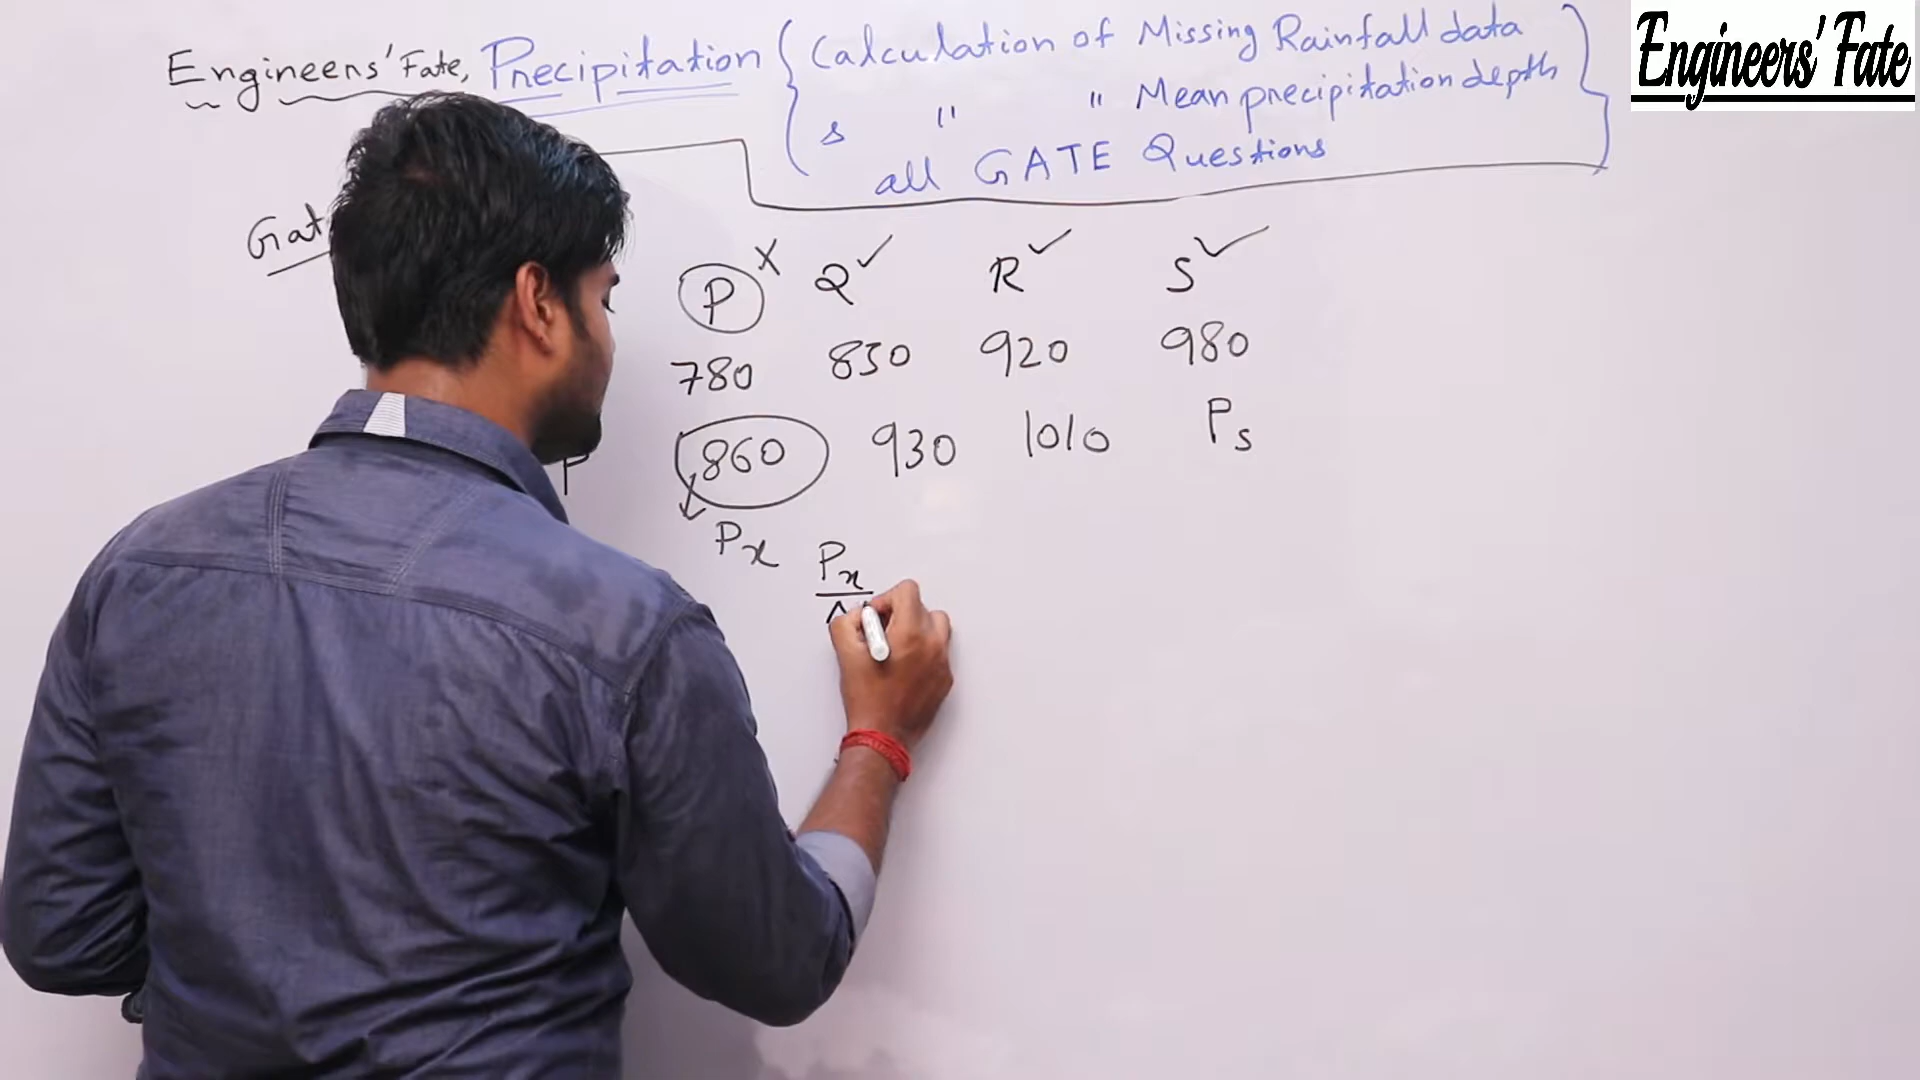 Engineers' Fate, Precipitation { Calculation of Missing Rainfall data
s " " Mean precipitation depth }
all GATE Questions
Engineers' Fate
P x Q ✓ R ✓ S ✓
780 850 920 980
P 860 930 1010 Ps
Px
Px